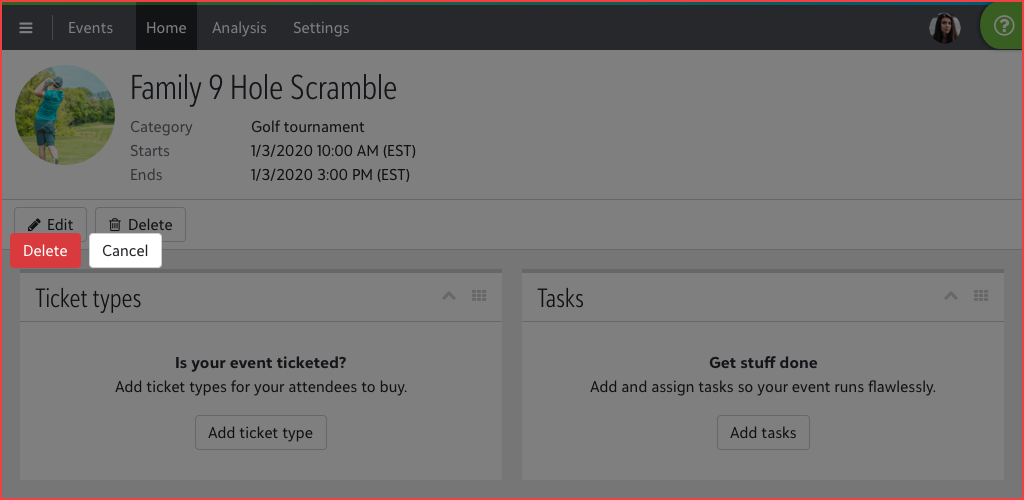 Events Home Analysis Settings
?
Family 9 Hole Scramble
Category Golf tournament
Starts 1/3/2020 10:00 AM (EST)
Ends 1/3/2020 3:00 PM (EST)
Edit Delete
Delete Cancel
Ticket types
Is your event ticketed?
Add ticket types for your attendees to buy.
Add ticket type
Tasks
Get stuff done
Add and assign tasks so your event runs flawlessly.
Add tasks